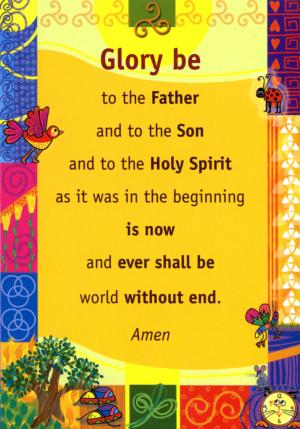 Glory be
to the Father
and to the Son
and to the Holy Spirit
as it was in the beginning
is now
and ever shall be
world without end.
Amen